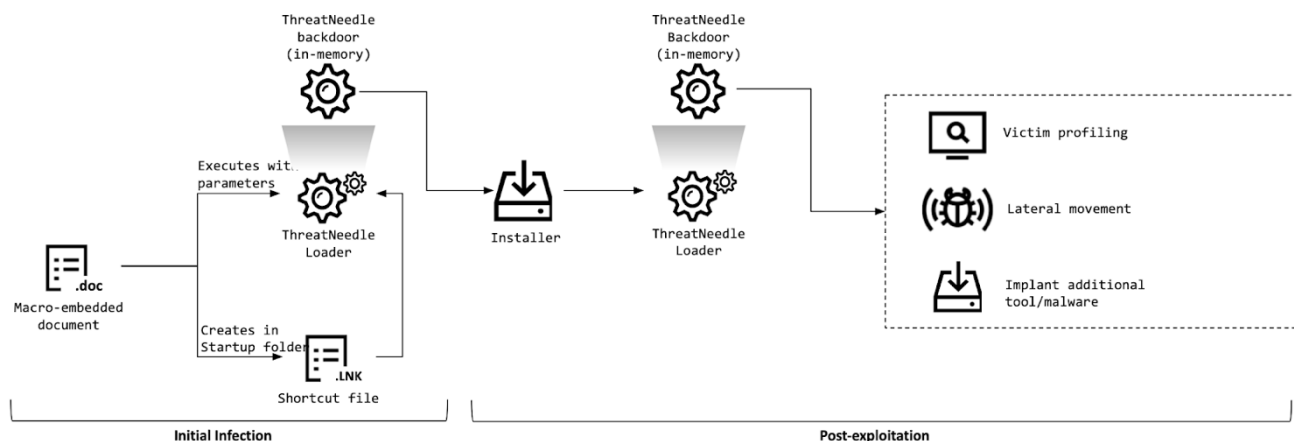 ThreatNeedle
backdoor
(in-memory)
Executes with
parameters
ThreatNeedle
Loader
.doc
Macro-embedded
document
Creates in
Startup folder
.LNK
Shortcut file
Initial Infection
Installer
ThreatNeedle
Backdoor
(in-memory)
ThreatNeedle
Loader
Victim profiling
Lateral movement
Implant additional
tool/malware
Post-exploitation